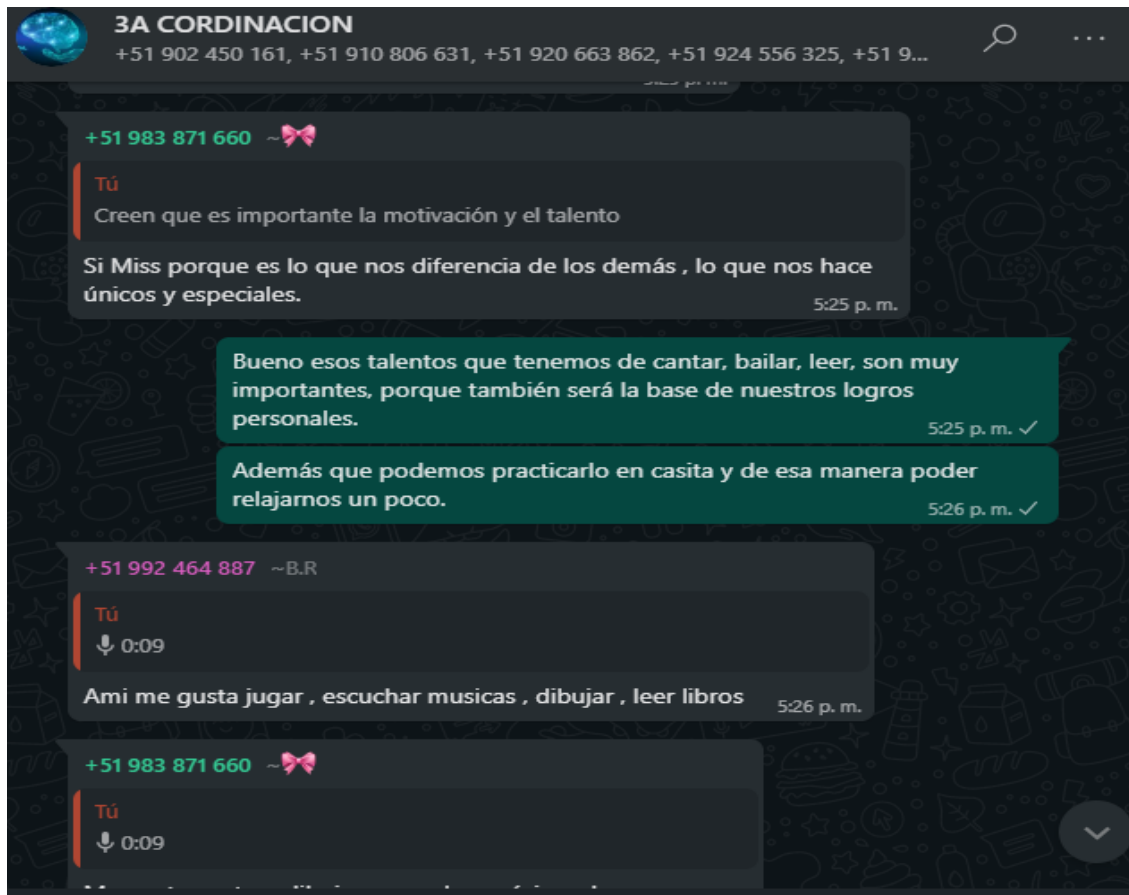 3A CORDINACION
+51 902 450 161, +51 910 806 631, +51 920 663 862, +51 924 556 325, +51 9...
+51 983 871 660 ~🎀
Tú
Creen que es importante la motivación y el talento
Si Miss porque es lo que nos diferencia de los demás , lo que nos hace
únicos y especiales.
5:25 p. m.
Bueno esos talentos que tenemos de cantar, bailar, leer, son muy
importantes, porque también será la base de nuestros logros
personales.
5:25 p. m.
Además que podemos practicarlo en casita y de esa manera poder
relajarnos un poco.
5:26 p. m.
+51 992 464 887 ~B.R
Tú
0:09
Ami me gusta jugar , escuchar musicas , dibujar , leer libros
5:26 p. m.
+51 983 871 660 ~🎀
Tú
0:09